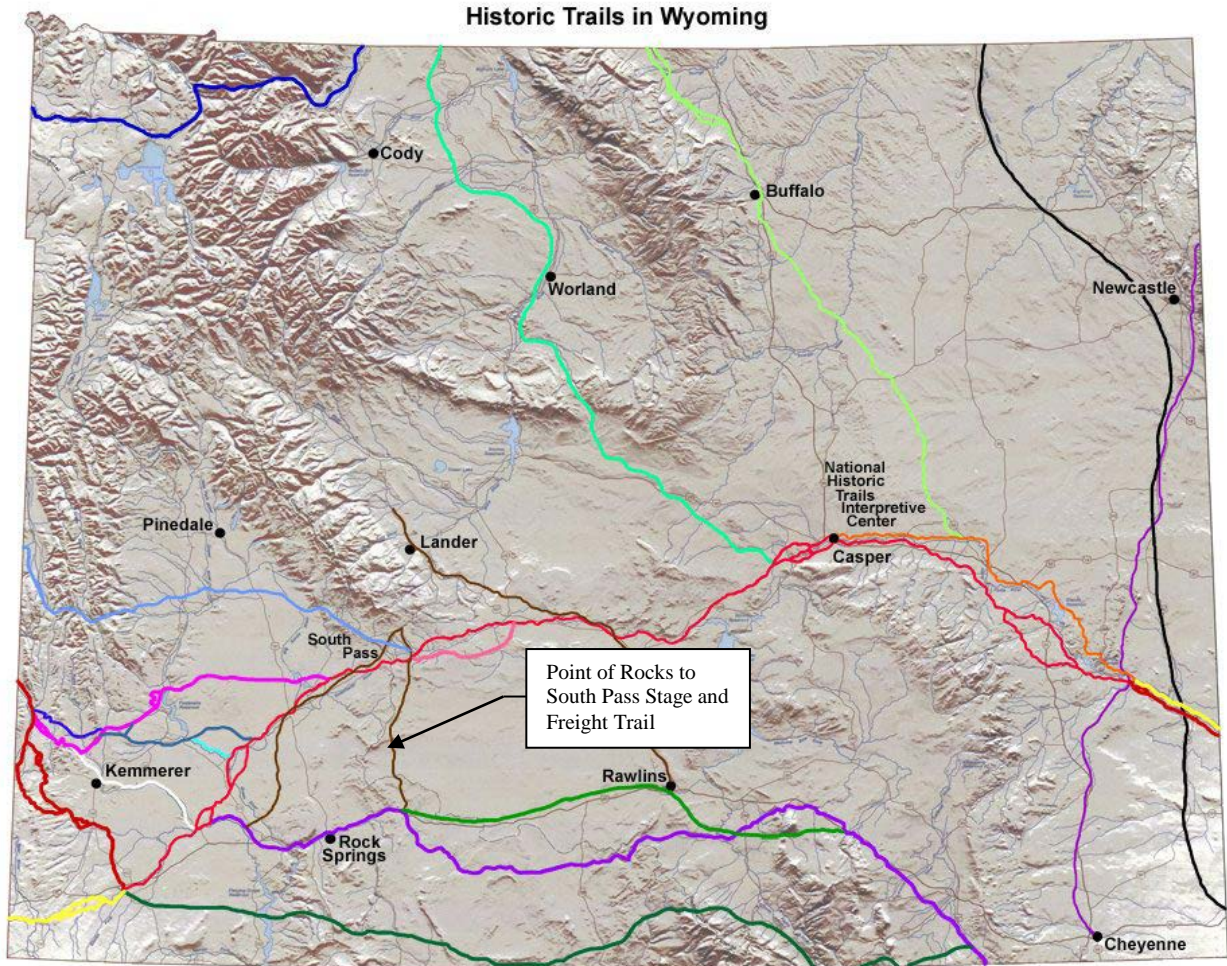 Historic Trails in Wyoming
Cody
Buffalo
Worland
Newcastle
National
Historic
Trails
Interpretive
Center
Casper
Pinedale
Lander
South
Pass
Point of Rocks to
South Pass Stage and
Freight Trail
Kemmerer
Rawlins
Rock
Springs
Cheyenne